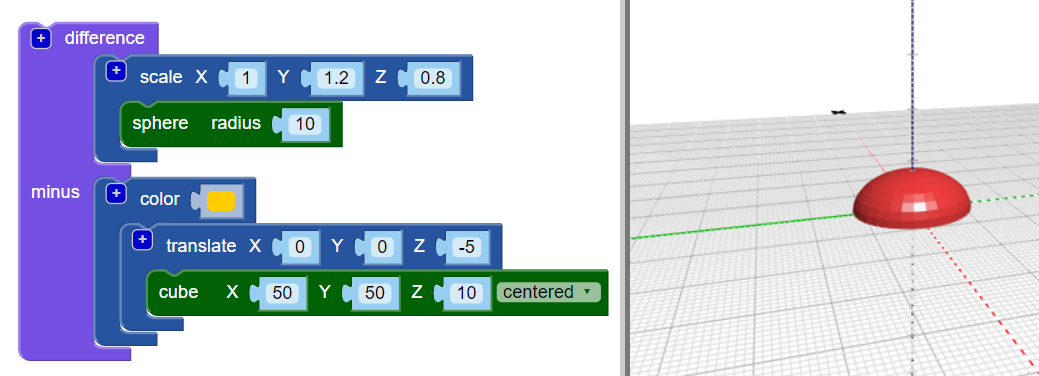 + difference
+ scale X 1 Y 1.2 Z 0.8
sphere radius 10
minus + color
+ translate X 0 Y 0 Z -5
cube X 50 Y 50 Z 10 centered